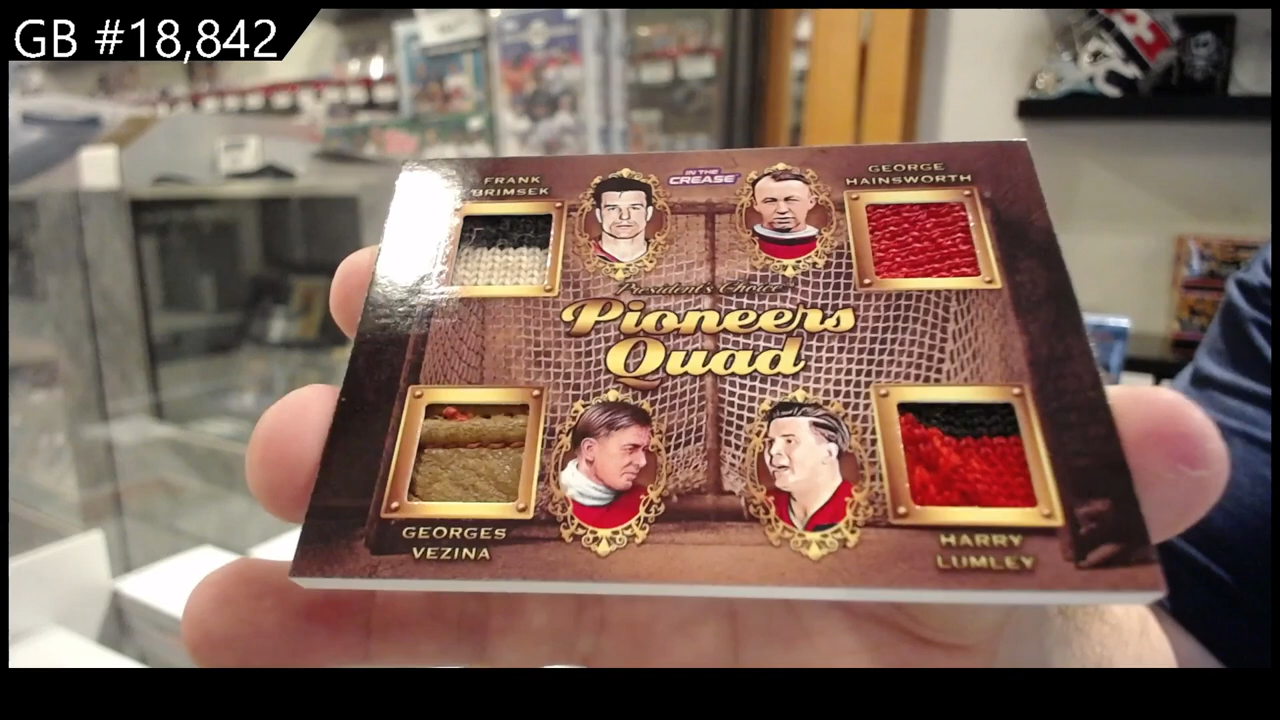 GB #18,842
FRANK
BRIMSEK
IN THE
CREASE
GEORGE
HAINSWORTH
President's Choice
Pioneers
Quad
GEORGES
VEZINA
HARRY
LUMLEY